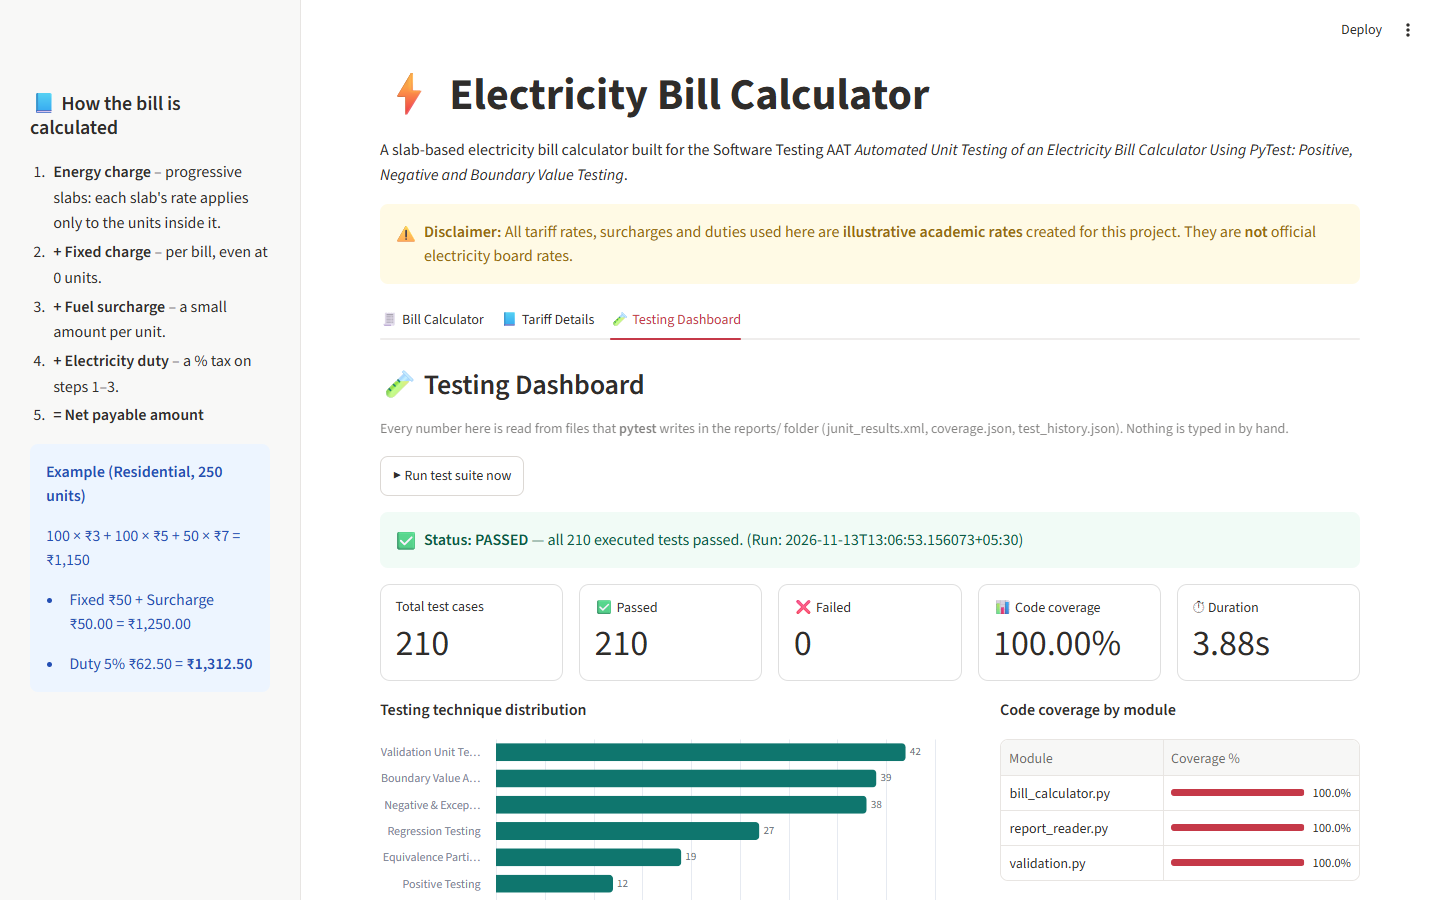 Deploy
How the bill is
calculated
1. Energy charge – progressive
slabs: each slab's rate applies
only to the units inside it.
2. + Fixed charge – per bill, even at
0 units.
3. + Fuel surcharge – a small
amount per unit.
4. + Electricity duty – a % tax on
steps 1–3.
5. = Net payable amount
Example (Residential, 250
units)
100 × ₹3 + 100 × ₹5 + 50 × ₹7 =
₹1,150
• Fixed ₹50 + Surcharge
₹50.00 = ₹1,250.00
• Duty 5% ₹62.50 = ₹1,312.50
Electricity Bill Calculator
A slab-based electricity bill calculator built for the Software Testing AAT Automated Unit Testing of an Electricity Bill Calculator Using PyTest: Positive,
Negative and Boundary Value Testing.
Disclaimer: All tariff rates, surcharges and duties used here are illustrative academic rates created for this project. They are not official
electricity board rates.
Bill Calculator Tariff Details Testing Dashboard
Testing Dashboard
Every number here is read from files that pytest writes in the reports/ folder (junit_results.xml, coverage.json, test_history.json). Nothing is typed in by hand.
Run test suite now
Status: PASSED — all 210 executed tests passed. (Run: 2026-11-13T13:06:53.156073+05:30)
Total test cases
210
Passed
210
Failed
0
Code coverage
100.00%
Duration
3.88s
Testing technique distribution
Validation Unit Te… 42
Boundary Value A… 39
Negative & Excep… 38
Regression Testing 27
Equivalence Parti… 19
Positive Testing 12
Code coverage by module
Module Coverage %
bill_calculator.py 100.0%
report_reader.py 100.0%
validation.py 100.0%